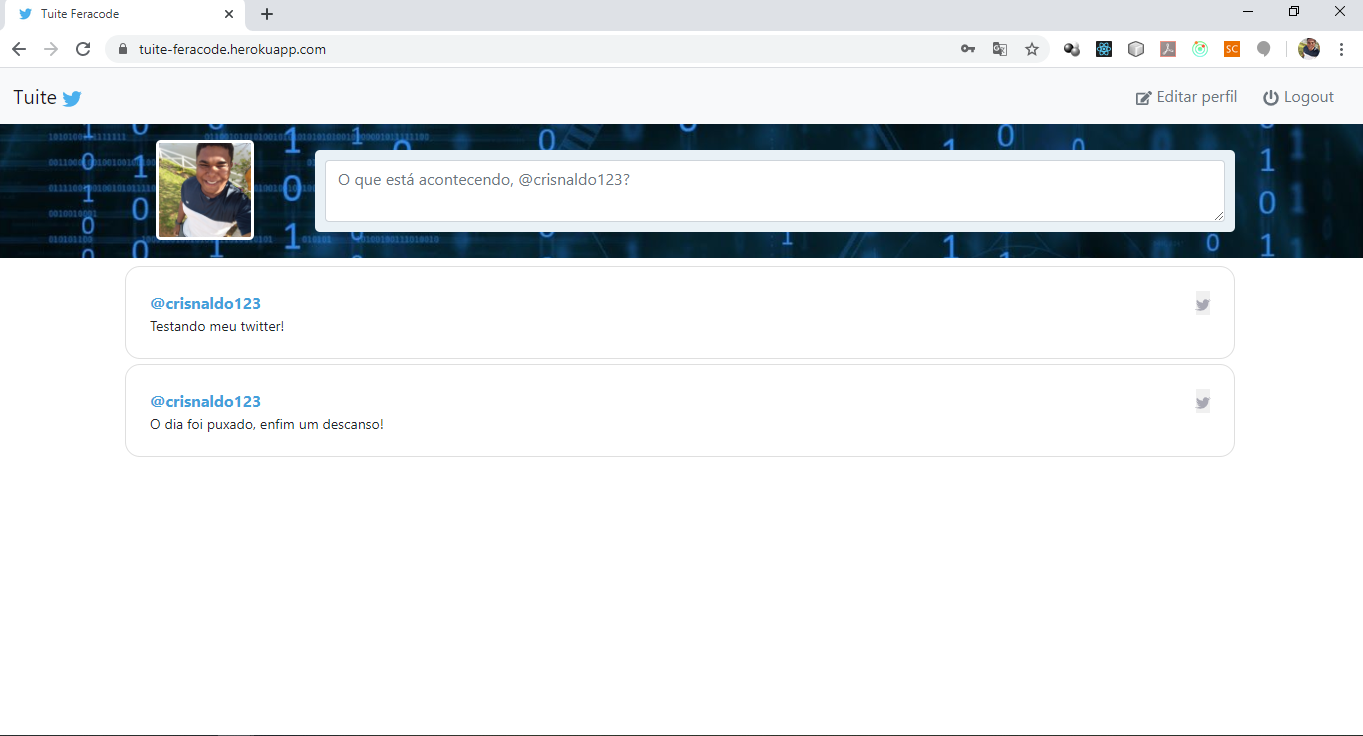 Tuite Feracode
tuite-feracode.herokuapp.com
SC
Tuite
Editar perfil
Logout
O que está acontecendo, @crisnaldo123?
@crisnaldo123
Testando meu twitter!
@crisnaldo123
O dia foi puxado, enfim um descanso!